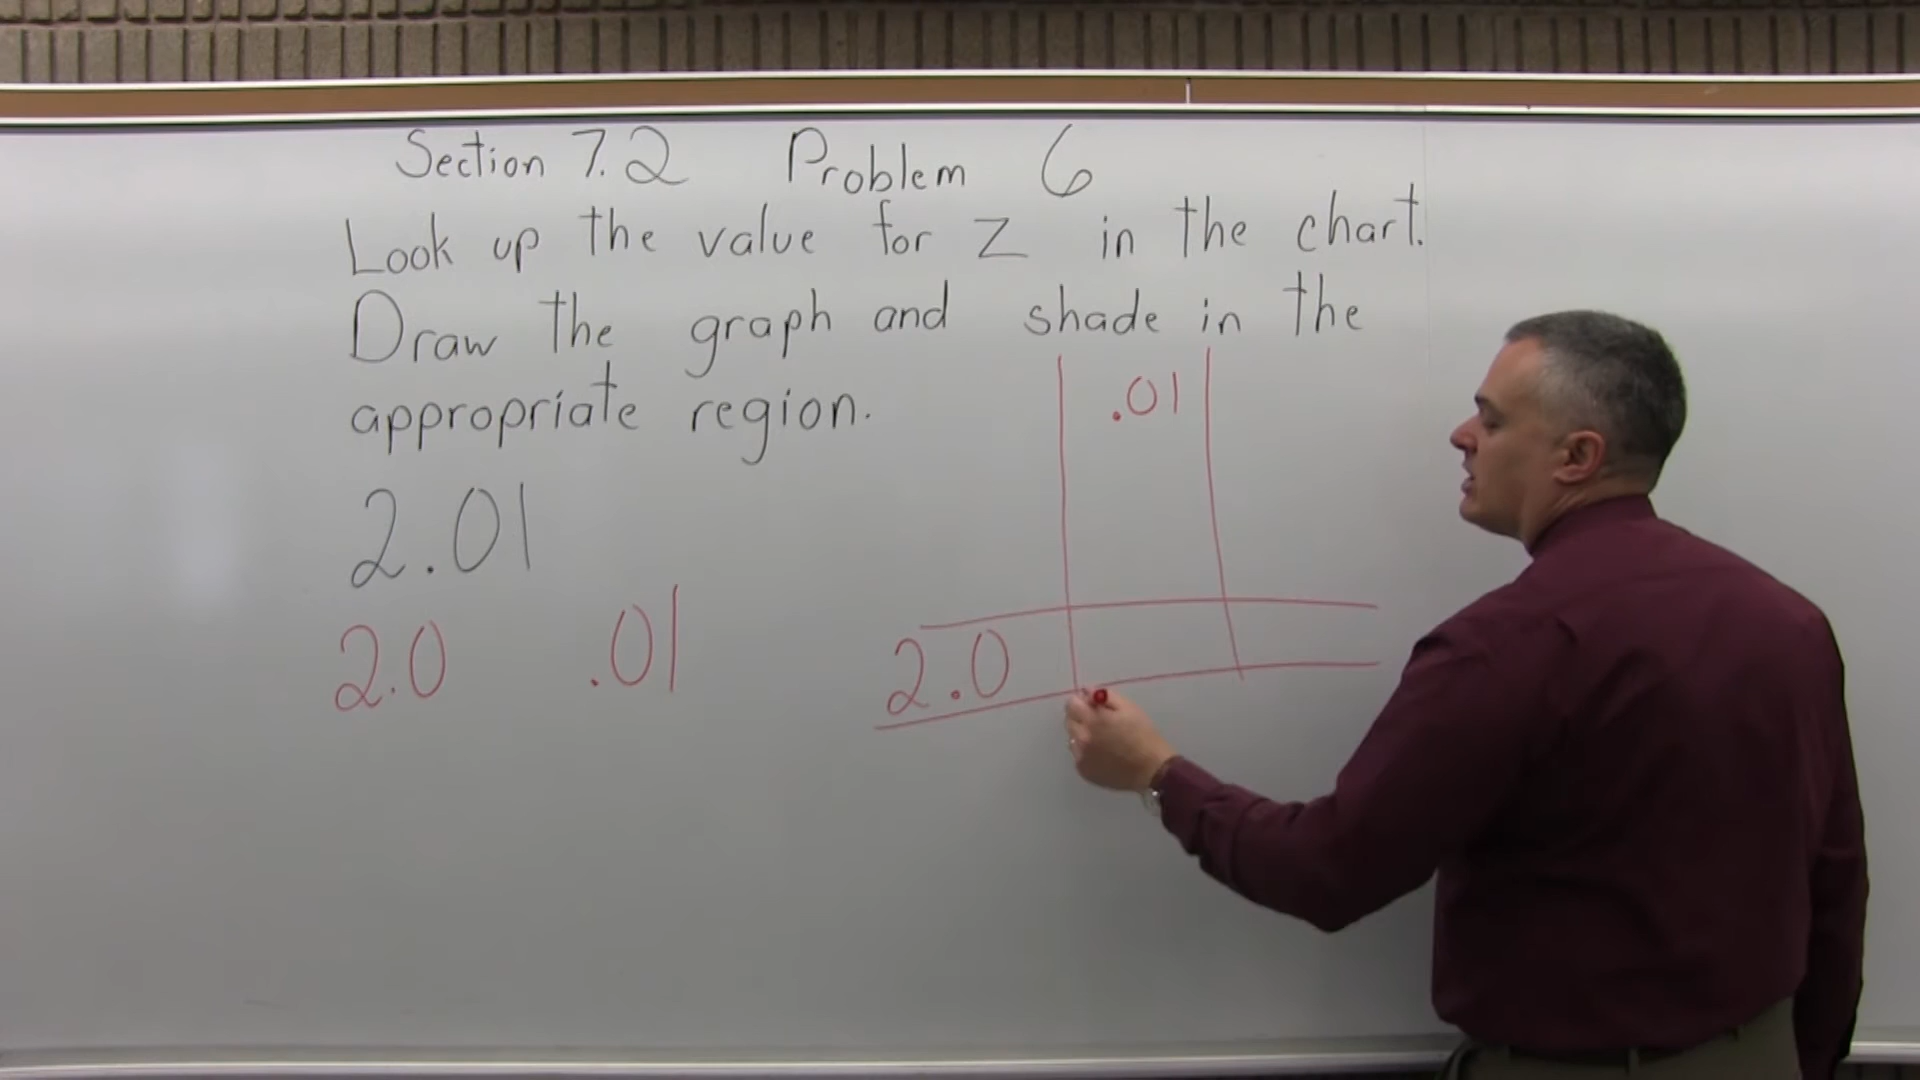 Section 7.2 Problem 6
Look up the value for Z in the chart.
Draw the graph and shade in the
appropriate region.
2.01
2.0 .01
.01
2.0